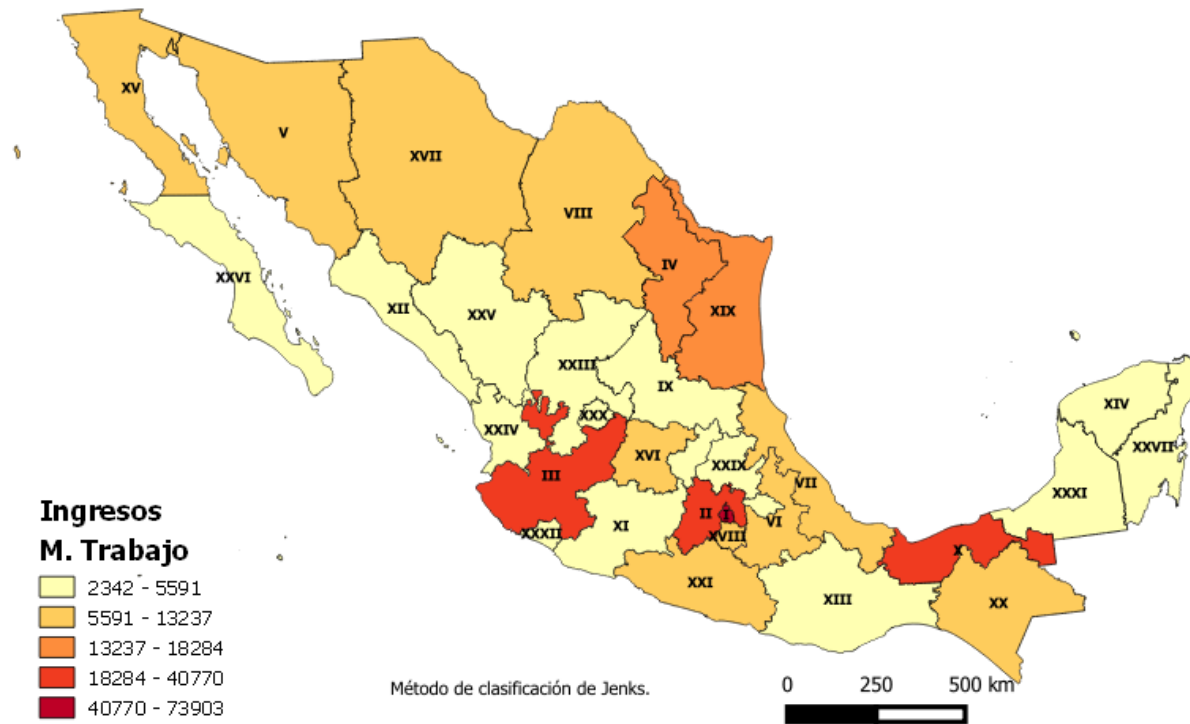 XV
V
XVII
VIII
IV
XIX
XXVI
XII
XXV
XXIII
IX
XXIV
XXX
XIV
XXVII
XXXI
III
XVI
XXIX
VII
II
I
VI
XI
XVIII
XXXII
X
XXI
XIII
XX
Ingresos
M. Trabajo
2342 - 5591
5591 - 13237
13237 - 18284
18284 - 40770
40770 - 73903
Método de clasificación de Jenks.
0 250 500 km